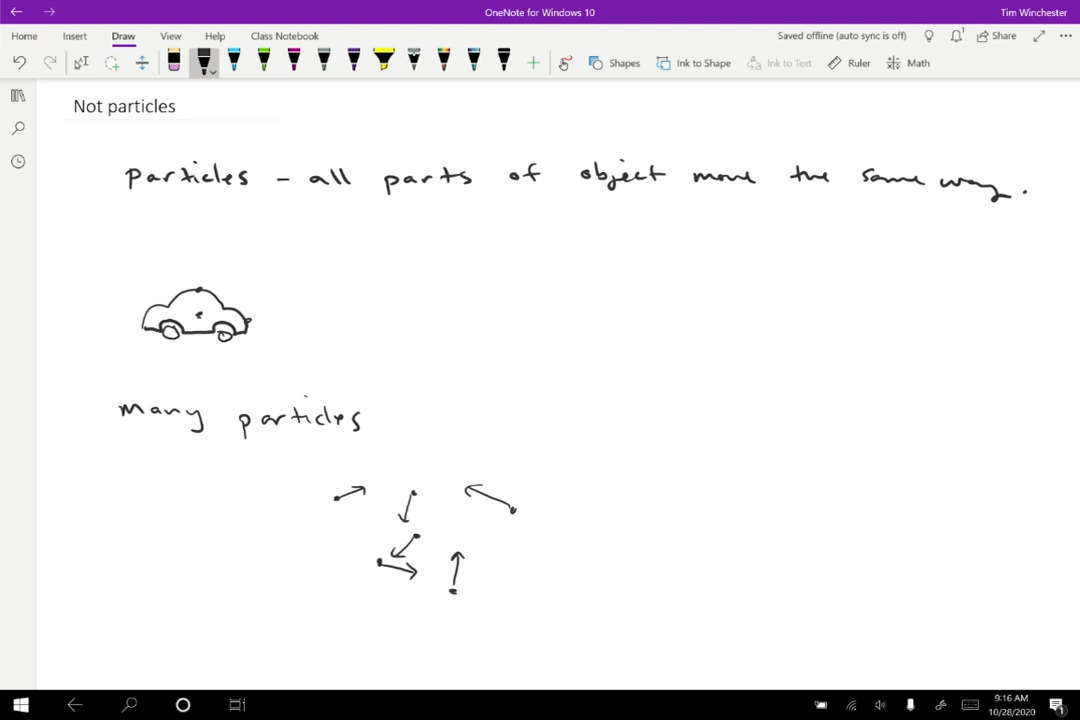 OneNote for Windows 10
Tim Winchester
Home Insert Draw View Help Class Notebook
Saved offline (auto sync is off) Share
Shapes Ink to Shape Ink to Text Ruler Math
Not particles
Particles - all parts of object move the same way.
Many particles
9:16 AM
10/28/2020
1